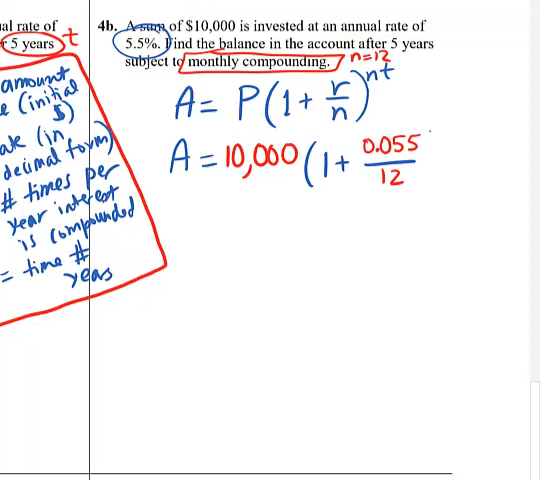 al rate of
r 5 years t
amount
e (initial
$)
ate (in
decimal form)
# times per
year interest
is compounded
= time #
years
4b. A sum of $10,000 is invested at an annual rate of
5.5%. Find the balance in the account after 5 years
subject to monthly compounding. n=12
A = P(1 + r/n)^nt
A = 10,000 (1 + 0.055/12